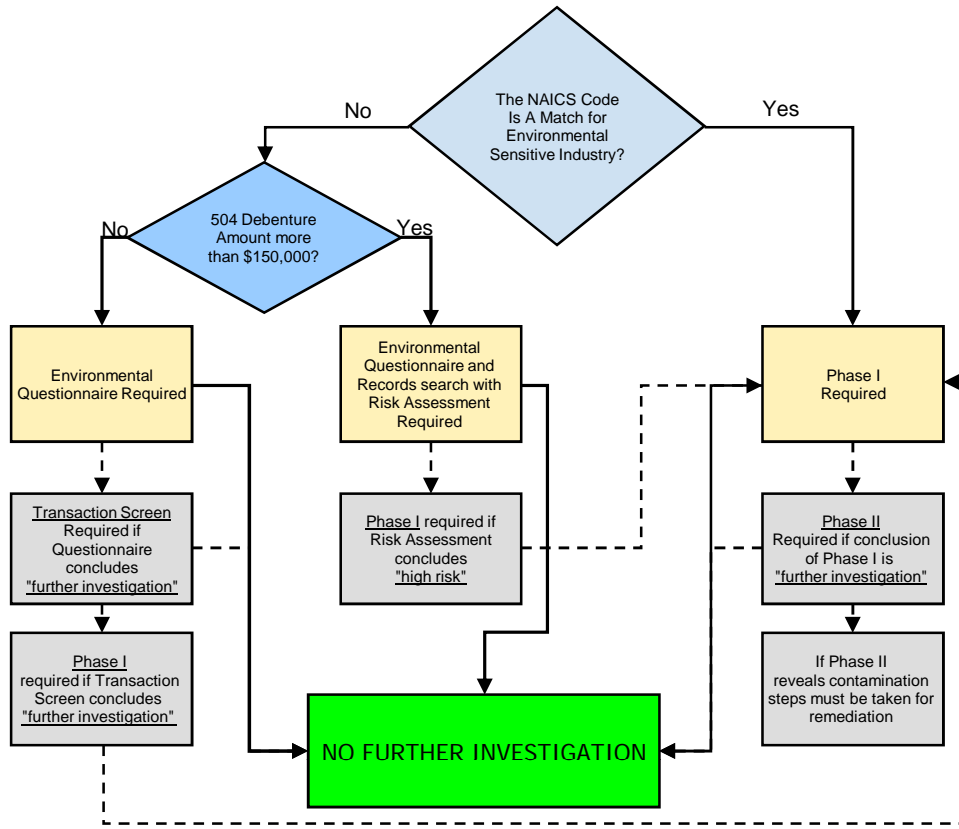 The NAICS Code
Is A Match for
Environmental
Sensitive Industry?
No
Yes
504 Debenture
Amount more
than $150,000?
No
Yes
Environmental
Questionnaire Required
Environmental
Questionnaire and
Records search with
Risk Assessment
Required
Phase I
Required
Transaction Screen
Required if
Questionnaire
concludes
"further investigation"
Phase I required if
Risk Assessment
concludes
"high risk"
Phase II
Required if conclusion
of Phase I is
"further investigation"
Phase I
required if Transaction
Screen concludes
"further investigation"
If Phase II
reveals contamination
steps must be taken for
remediation
NO FURTHER INVESTIGATION